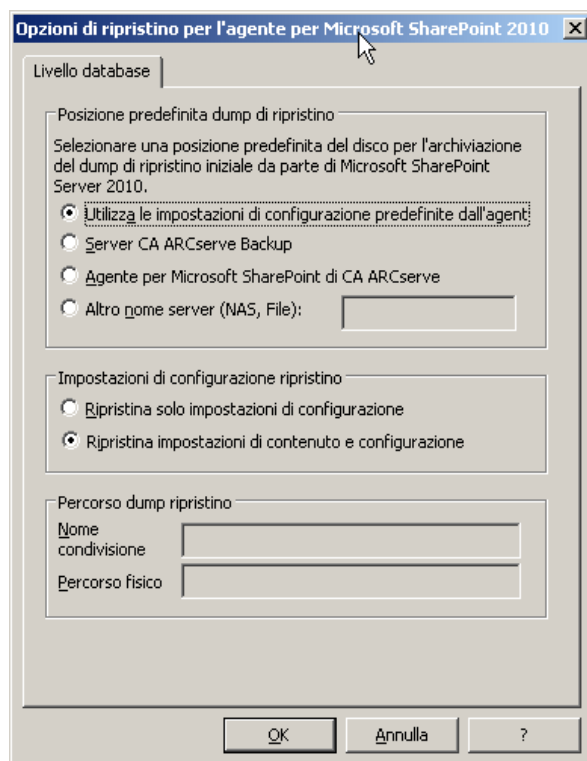 Opzioni di ripristino per l'agente per Microsoft SharePoint 2010
Livello database
Posizione predefinita dump di ripristino
Selezionare una posizione predefinita del disco per l'archiviazione
del dump di ripristino iniziale da parte di Microsoft SharePoint
Server 2010.
Utilizza le impostazioni di configurazione predefinite dall'agent
Server CA ARCserve Backup
Agente per Microsoft SharePoint di CA ARCserve
Altro nome server (NAS, File):
Impostazioni di configurazione ripristino
Ripristina solo impostazioni di configurazione
Ripristina impostazioni di contenuto e configurazione
Percorso dump ripristino
Nome
condivisione
Percorso fisico
OK Annulla ?